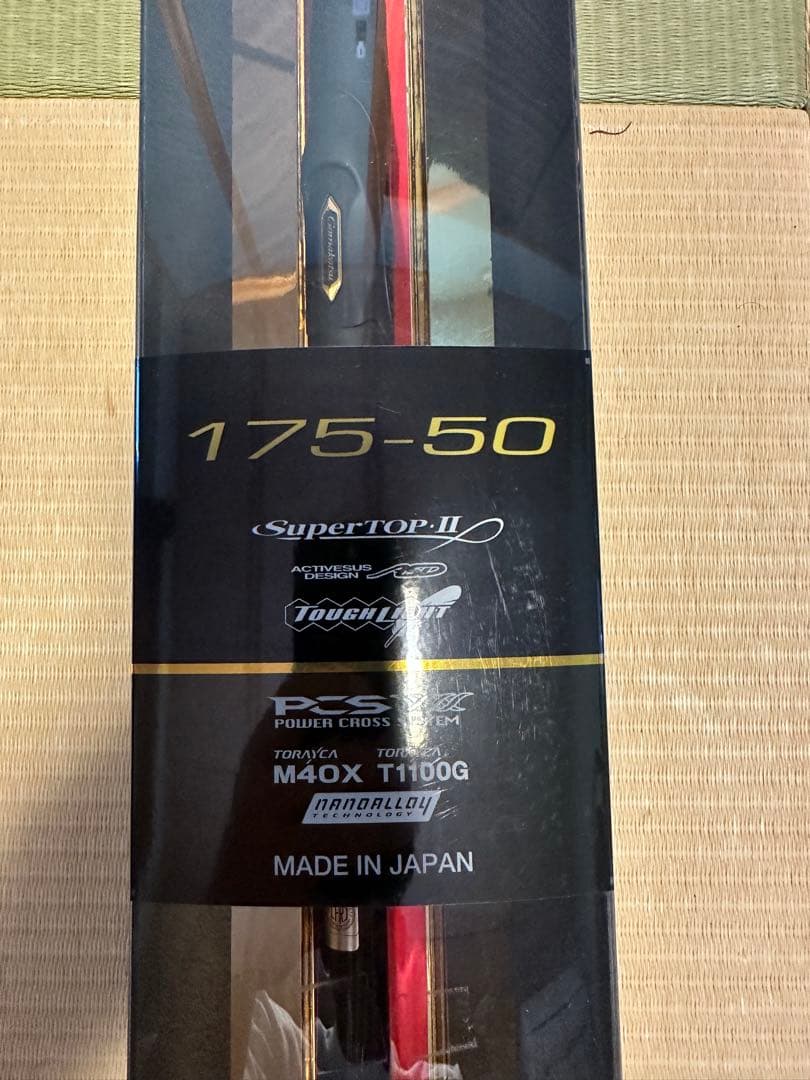 Gamakatsu
175-50
SuperTOP·II
ACTIVESUS
DESIGN
TOUGHLIGHT
PCS
POWER CROSS SYSTEM
TORAYCA TORAYCA
M40X T1100G
NANOALLOY
TECHNOLOGY
MADE IN JAPAN